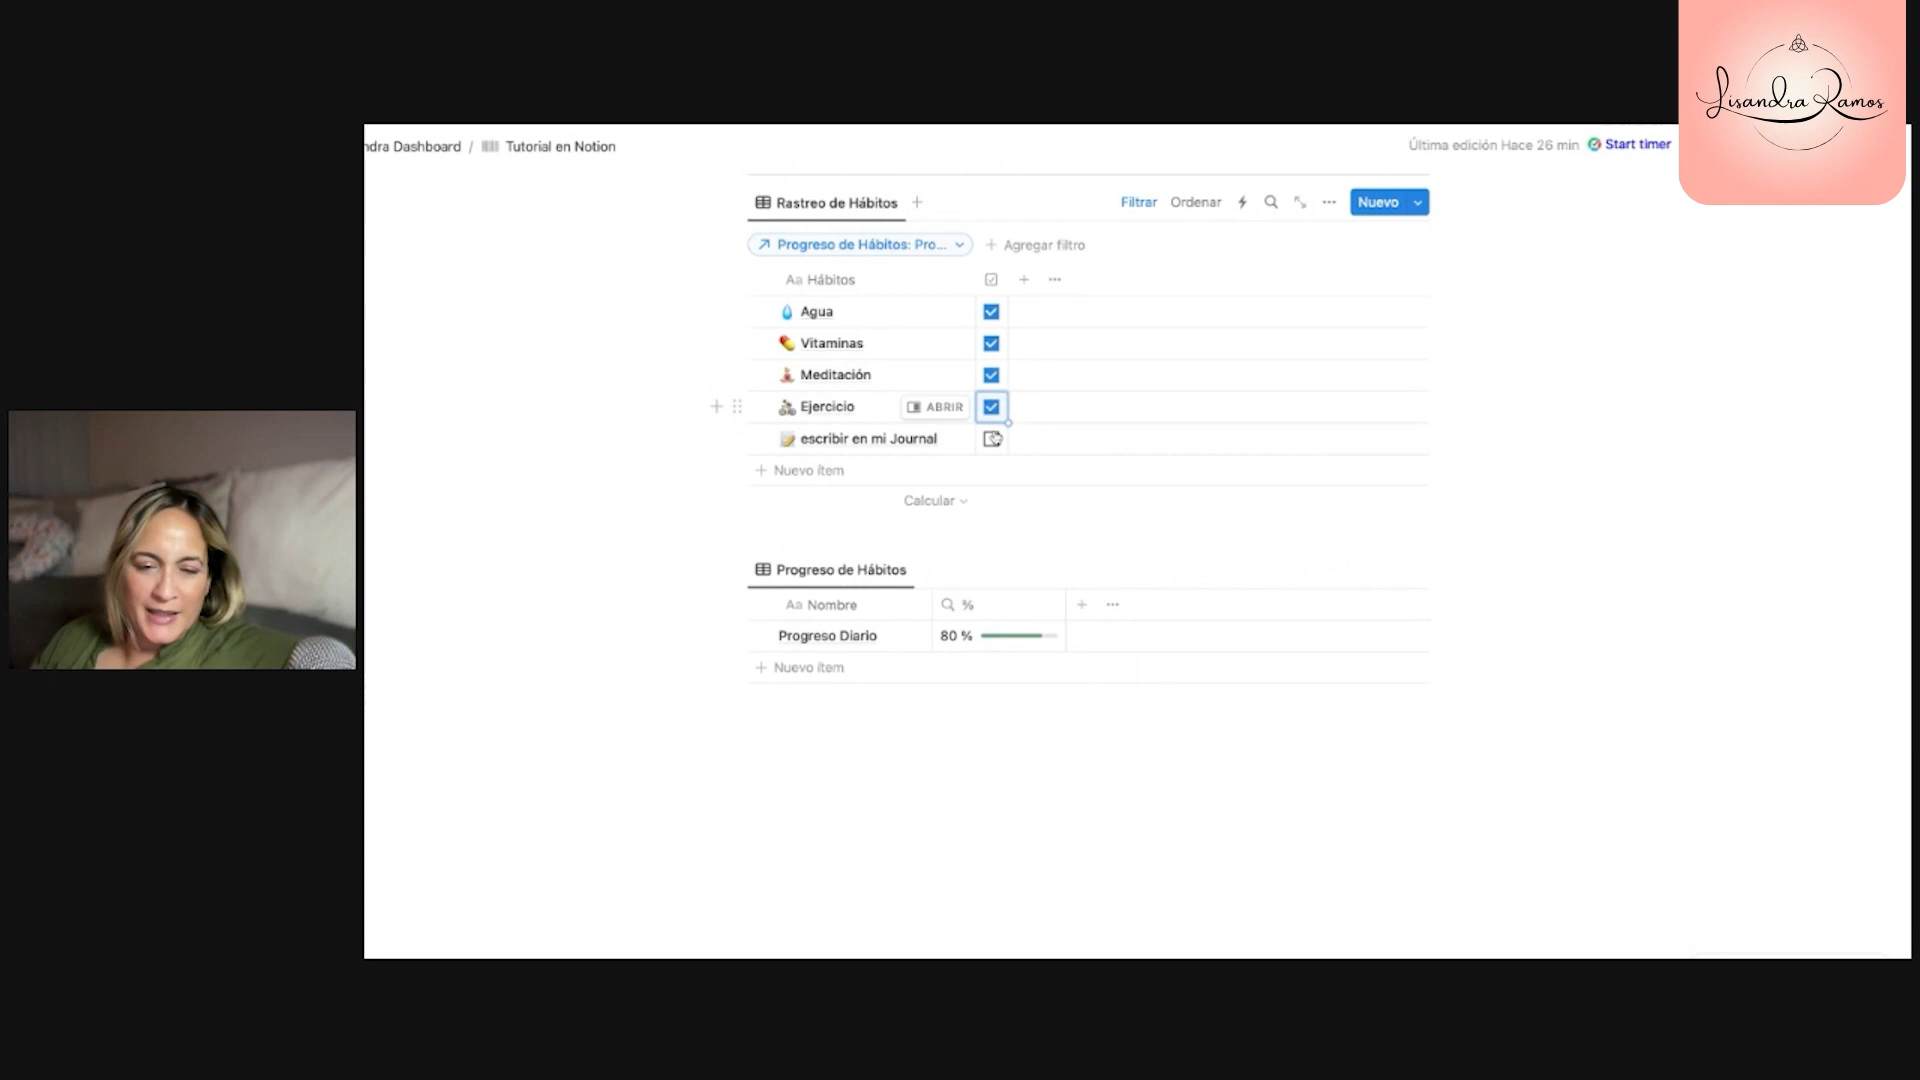 Lisandra Ramos
ndra Dashboard / Tutorial en Notion
Última edición Hace 26 min Start timer
Rastreo de Hábitos
Filtrar Ordenar Nuevo
Progreso de Hábitos: Pro... Agregar filtro
Aa Hábitos
Agua
Vitaminas
Meditación
Ejercicio ABRIR
escribir en mi Journal
Nuevo ítem
Calcular
Progreso de Hábitos
Aa Nombre %
Progreso Diario 80 %
Nuevo ítem